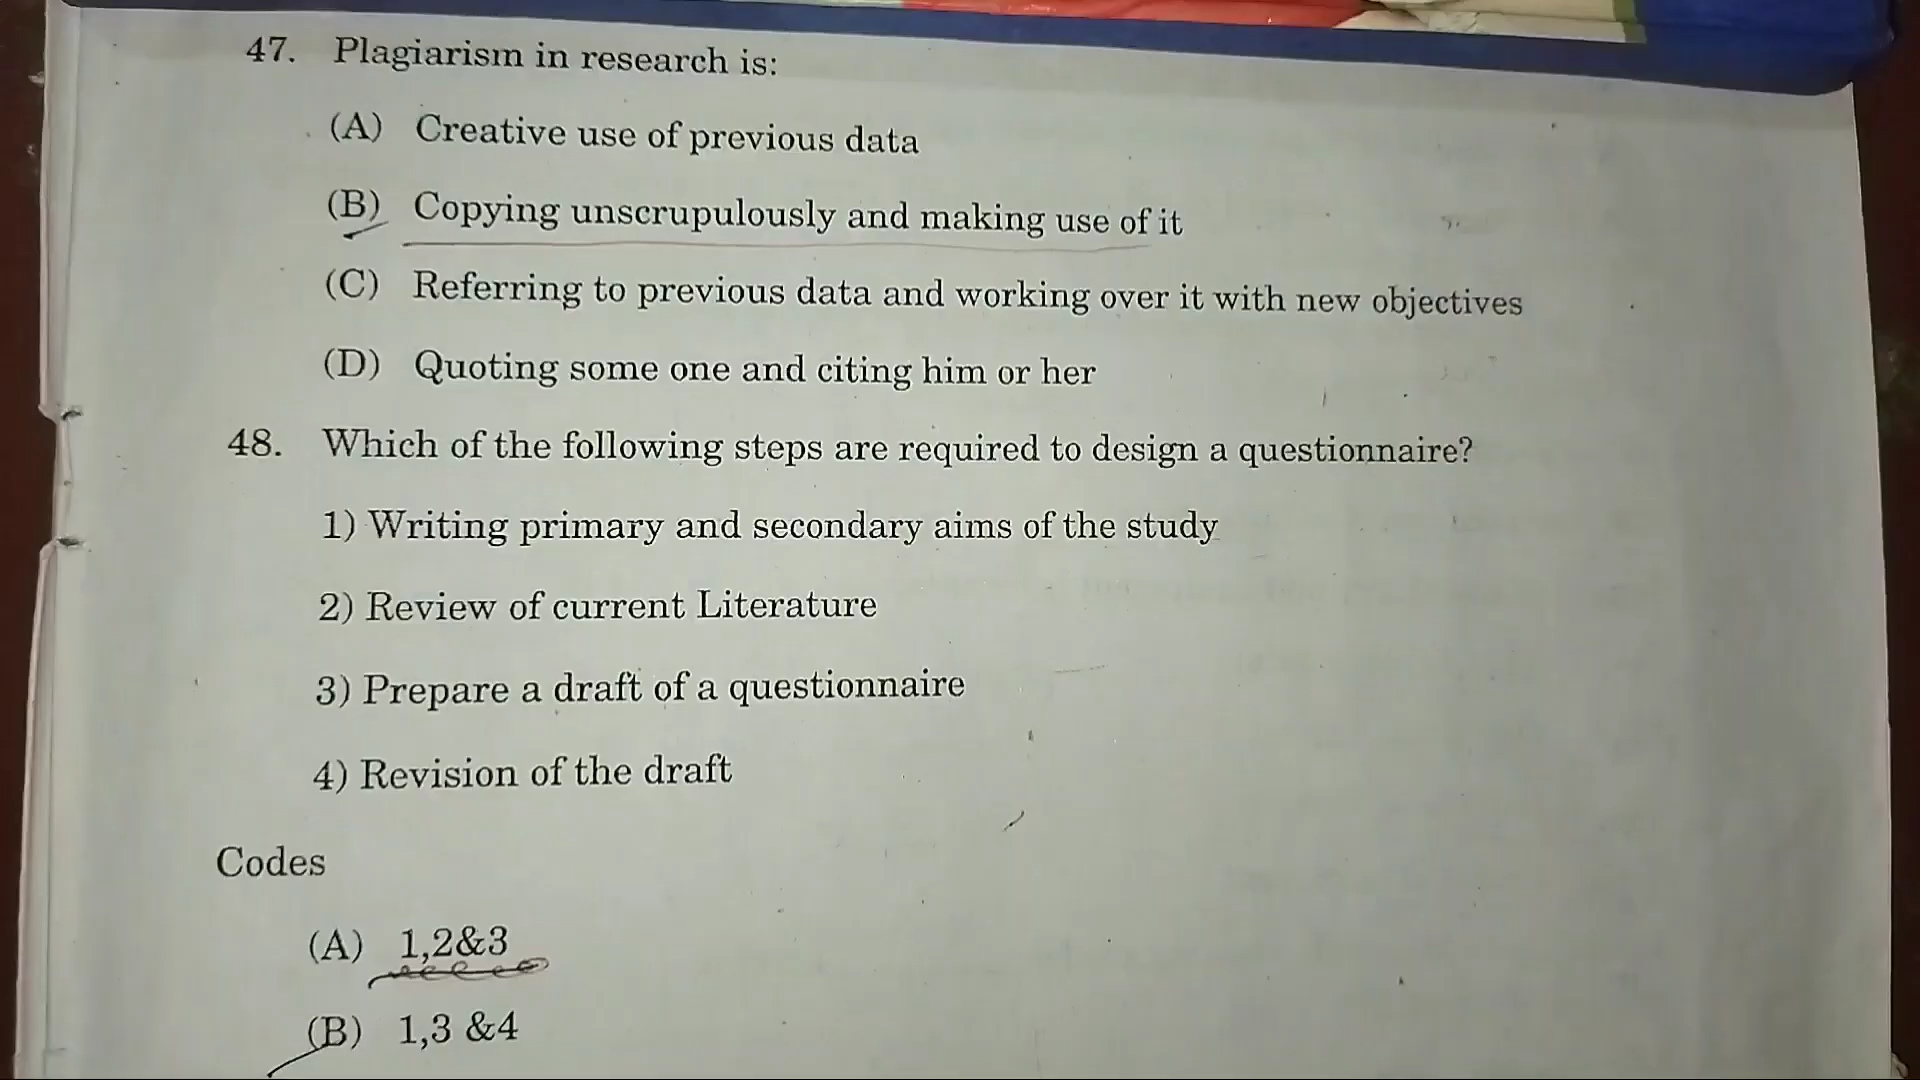 47. Plagiarism in research is:
(A) Creative use of previous data
(B) Copying unscrupulously and making use of it
(C) Referring to previous data and working over it with new objectives
(D) Quoting some one and citing him or her
48. Which of the following steps are required to design a questionnaire?
1) Writing primary and secondary aims of the study
2) Review of current Literature
3) Prepare a draft of a questionnaire
4) Revision of the draft
Codes
(A) 1,2&3
(B) 1,3 &4